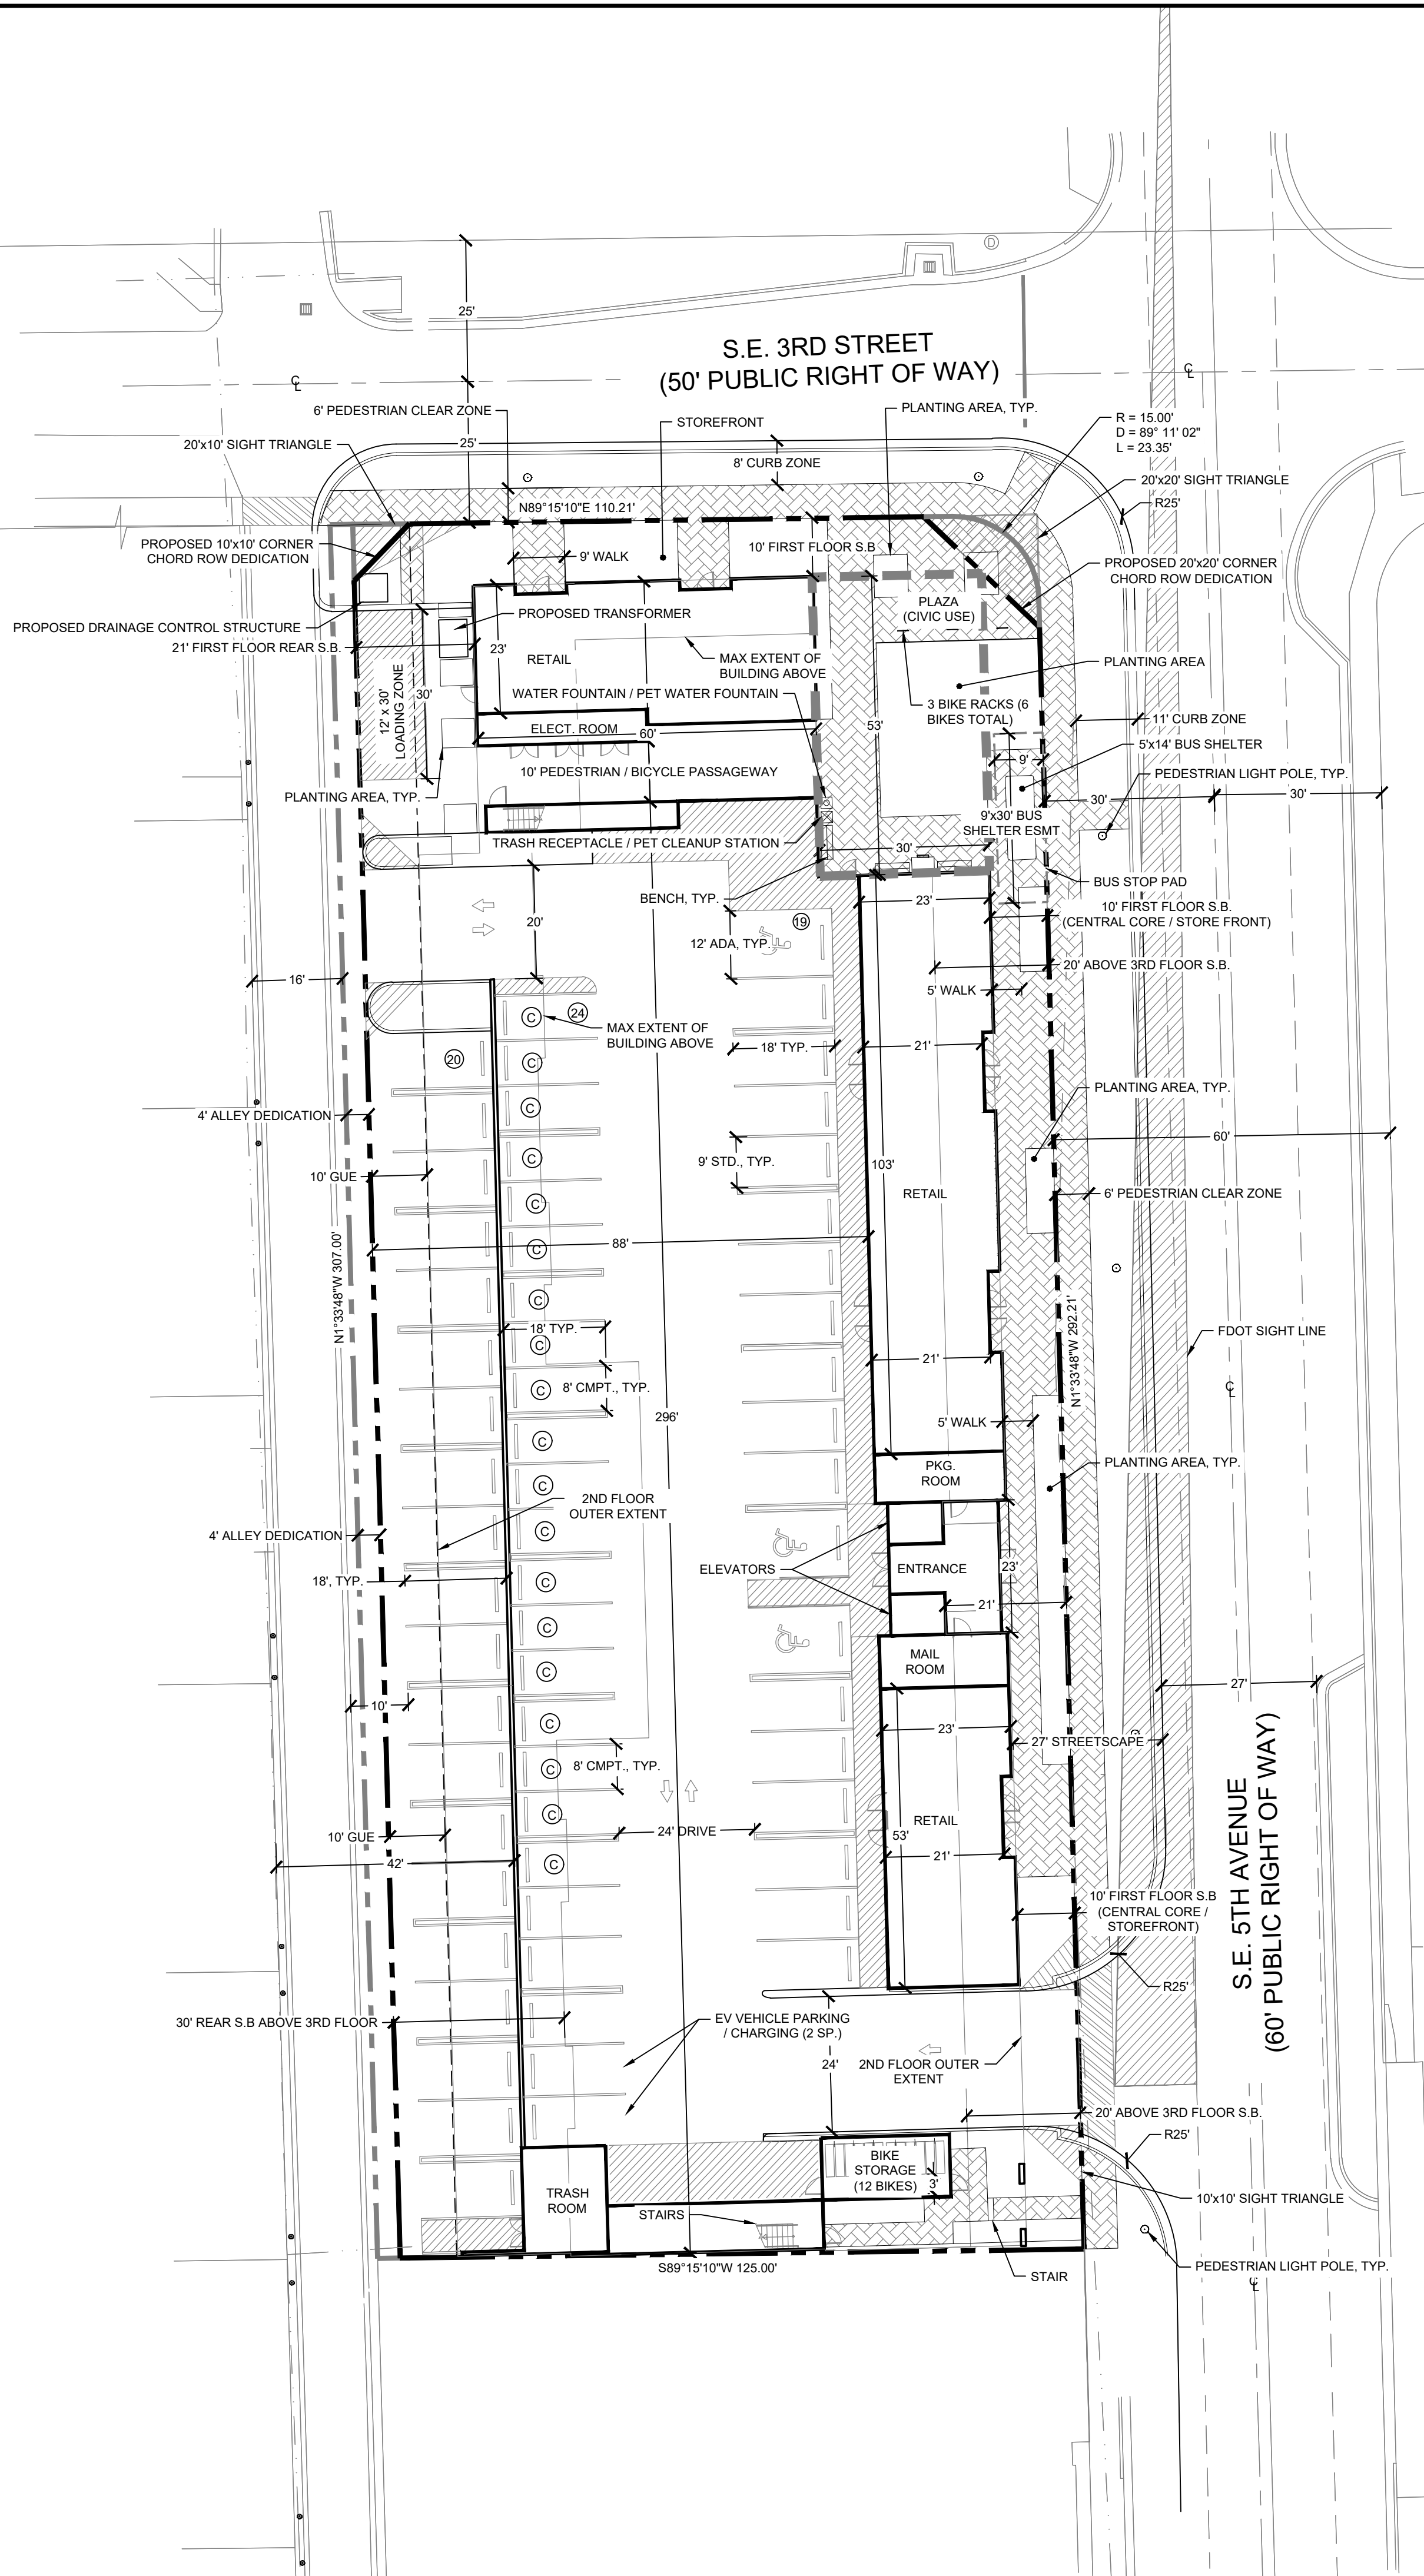 D
25'
S.E. 3RD STREET
(50' PUBLIC RIGHT OF WAY)
℄
℄
6' PEDESTRIAN CLEAR ZONE
PLANTING AREA, TYP.
STOREFRONT
R = 15.00'
D = 89° 11' 02"
L = 23.35'
20'x10' SIGHT TRIANGLE
25'
8' CURB ZONE
20'x20' SIGHT TRIANGLE
R25'
N89°15'10"E 110.21'
PROPOSED 10'x10' CORNER
CHORD ROW DEDICATION
9' WALK
10' FIRST FLOOR S.B
PROPOSED 20'x20' CORNER
CHORD ROW DEDICATION
PLAZA
(CIVIC USE)
PROPOSED TRANSFORMER
PROPOSED DRAINAGE CONTROL STRUCTURE
21' FIRST FLOOR REAR S.B.
23'
RETAIL
MAX EXTENT OF
BUILDING ABOVE
PLANTING AREA
12' x 30'
LOADING ZONE
30'
WATER FOUNTAIN / PET WATER FOUNTAIN
3 BIKE RACKS (6
BIKES TOTAL)
53'
11' CURB ZONE
ELECT. ROOM
60'
5'x14' BUS SHELTER
9'
10' PEDESTRIAN / BICYCLE PASSAGEWAY
PEDESTRIAN LIGHT POLE, TYP.
PLANTING AREA, TYP.
30'
30'
9'x30' BUS
SHELTER ESMT
TRASH RECEPTACLE / PET CLEANUP STATION
30'
BUS STOP PAD
BENCH, TYP.
23'
10' FIRST FLOOR S.B.
(CENTRAL CORE / STORE FRONT)
20'
19
12' ADA, TYP.
20' ABOVE 3RD FLOOR S.B.
16'
5' WALK
C
24
MAX EXTENT OF
BUILDING ABOVE
20
C
18' TYP.
21'
PLANTING AREA, TYP.
C
4' ALLEY DEDICATION
60'
C
9' STD., TYP.
103'
10' GUE
RETAIL
6' PEDESTRIAN CLEAR ZONE
C
C
88'
N1°33'48"W 307.00'
C
18' TYP.
C
N1°33'48"W 292.21'
FDOT SIGHT LINE
21'
8' CMPT., TYP.
C
℄
296'
5' WALK
C
PKG.
ROOM
PLANTING AREA, TYP.
C
2ND FLOOR
OUTER EXTENT
4' ALLEY DEDICATION
C
ELEVATORS
ENTRANCE
23'
18', TYP.
C
21'
C
MAIL
ROOM
C
27'
10'
C
23'
27' STREETSCAPE
8' CMPT., TYP.
C
C
RETAIL
10' GUE
24' DRIVE
53'
42'
C
21'
S.E. 5TH AVENUE
(60' PUBLIC RIGHT OF WAY)
10' FIRST FLOOR S.B
(CENTRAL CORE /
STOREFRONT)
R25'
30' REAR S.B ABOVE 3RD FLOOR
EV VEHICLE PARKING
/ CHARGING (2 SP.)
24'
2ND FLOOR OUTER
EXTENT
20' ABOVE 3RD FLOOR S.B.
R25'
BIKE
STORAGE
(12 BIKES)
3'
TRASH
ROOM
10'x10' SIGHT TRIANGLE
STAIRS
S89°15'10"W 125.00'
PEDESTRIAN LIGHT POLE, TYP.
STAIR
℄